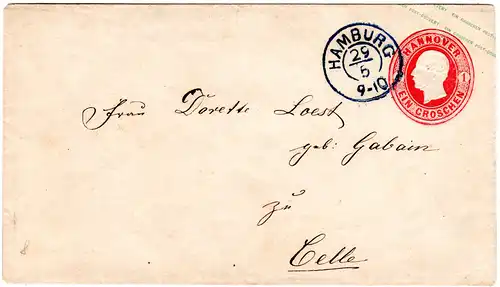 HAMBURG
29
5
9-10
HANNOVER
1
EIN GROSCHEN
Frau Dorette Loest
geb: Gabain
zu
Celle